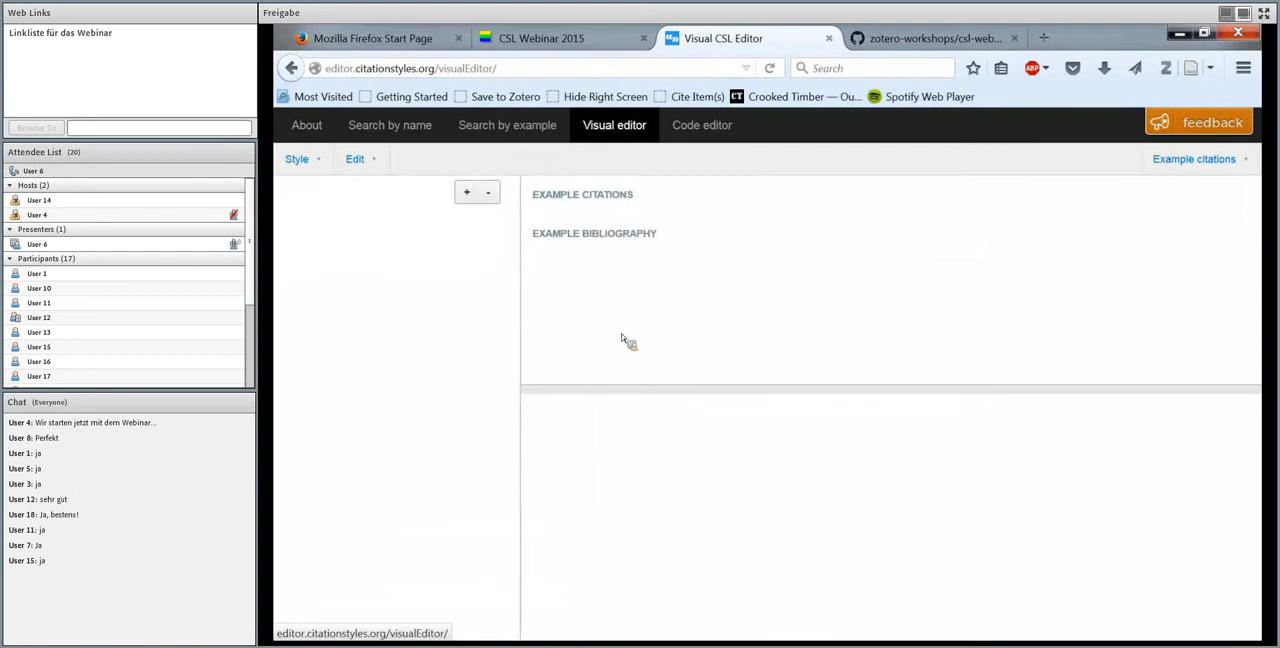 Web Links
Linkliste für das Webinar
Browse To
Attendee List (20)
User 6
Hosts (2)
User 14
User 4
Presenters (1)
User 6
Participants (17)
User 1
User 10
User 11
User 12
User 13
User 15
User 16
User 17
Chat (Everyone)
User 4: Wir starten jetzt mit dem Webinar...
User 8: Perfekt
User 1: ja
User 5: ja
User 3: ja
User 12: sehr gut
User 18: Ja, bestens!
User 11: ja
User 7: Ja
User 15: ja
Freigabe
Mozilla Firefox Start Page
CSL Webinar 2015
Visual CSL Editor
zotero-workshops/csl-web...
editor.citationstyles.org/visualEditor/
Search
ABP
Z
Most Visited
Getting Started
Save to Zotero
Hide Right Screen
Cite Item(s)
CT Crooked Timber — Ou...
Spotify Web Player
About
Search by name
Search by example
Visual editor
Code editor
feedback
Style
Edit
Example citations
+ -
EXAMPLE CITATIONS
EXAMPLE BIBLIOGRAPHY
editor.citationstyles.org/visualEditor/